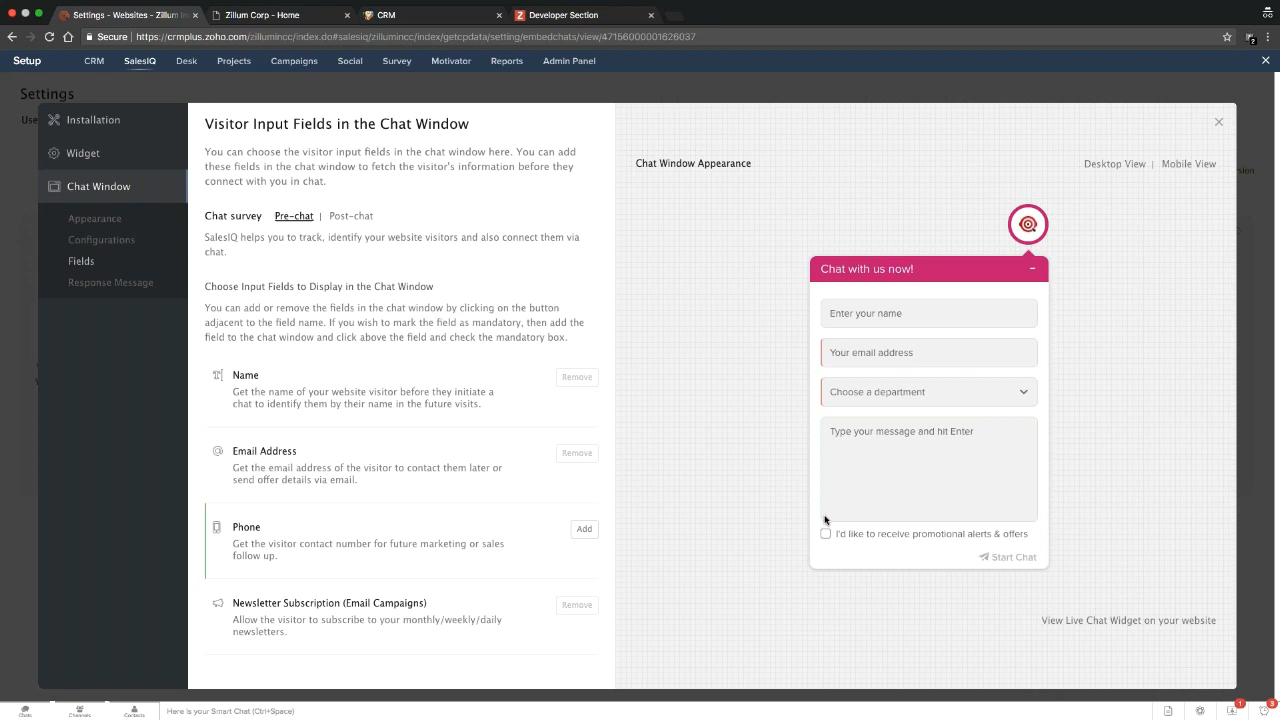 Settings - Websites - Zillum In
Zillum Corp - Home
CRM
Developer Section
Secure
https://crmplus.zoho.com/zillumincc/index.do#salesiq/zillumincc/index/getcpdata/setting/embedchats/view/47156000001626037
2
Setup
CRM
SalesIQ
Desk
Projects
Campaigns
Social
Survey
Motivator
Reports
Admin Panel
Settings
Use
Installation
Widget
Chat Window
Appearance
Configurations
Fields
Response Message
Visitor Input Fields in the Chat Window
You can choose the visitor input fields in the chat window here. You can add
these fields in the chat window to fetch the visitor's information before they
connect with you in chat.
Chat survey Pre-chat | Post-chat
SalesIQ helps you to track, identify your website visitors and also connect them via
chat.
Choose Input Fields to Display in the Chat Window
You can add or remove the fields in the chat window by clicking on the button
adjacent to the field name. If you wish to mark the field as mandatory, then add the
field to the chat window and click above the field and check the mandatory box.
Name
Remove
Get the name of your website visitor before they initiate a
chat to identify them by their name in the future visits.
Email Address
Remove
Get the email address of the visitor to contact them later or
send offer details via email.
Phone
Add
Get the visitor contact number for future marketing or sales
follow up.
Newsletter Subscription (Email Campaigns)
Remove
Allow the visitor to subscribe to your monthly/weekly/daily
newsletters.
Chat Window Appearance
Desktop View | Mobile View
Chat with us now!
Enter your name
Your email address
Choose a department
Type your message and hit Enter
I'd like to receive promotional alerts & offers
Start Chat
View Live Chat Widget on your website
Chats
Channels
Contacts
Here is your Smart Chat (Ctrl+Space)
1
3